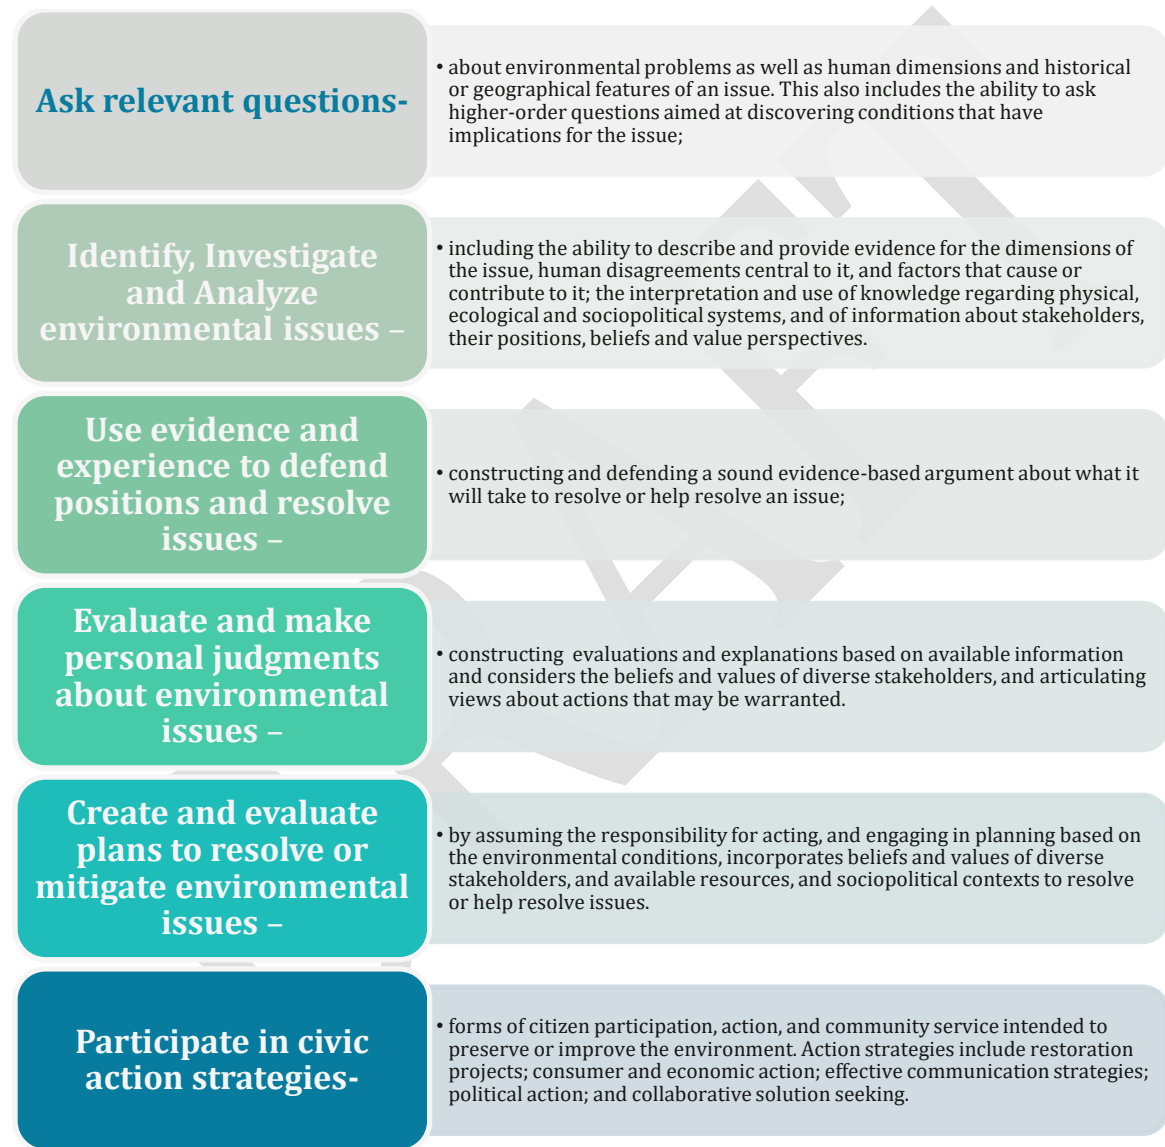 Ask relevant questions-
• about environmental problems as well as human dimensions and historical
or geographical features of an issue. This also includes the ability to ask
higher-order questions aimed at discovering conditions that have
implications for the issue;
Identify, Investigate
and Analyze
environmental issues –
• including the ability to describe and provide evidence for the dimensions of
the issue, human disagreements central to it, and factors that cause or
contribute to it; the interpretation and use of knowledge regarding physical,
ecological and sociopolitical systems, and of information about stakeholders,
their positions, beliefs and value perspectives.
Use evidence and
experience to defend
positions and resolve
issues –
• constructing and defending a sound evidence-based argument about what it
will take to resolve or help resolve an issue;
Evaluate and make
personal judgments
about environmental
issues –
• constructing  evaluations and explanations based on available information
and considers the beliefs and values of diverse stakeholders, and articulating
views about actions that may be warranted.
Create and evaluate
plans to resolve or
mitigate environmental
issues –
• by assuming the responsibility for acting, and engaging in planning based on
the environmental conditions, incorporates beliefs and values of diverse
stakeholders, and available resources, and sociopolitical contexts to resolve
or help resolve issues.
Participate in civic
action strategies-
• forms of citizen participation, action, and community service intended to
preserve or improve the environment. Action strategies include restoration
projects; consumer and economic action; effective communication strategies;
political action; and collaborative solution seeking.
DRAFT